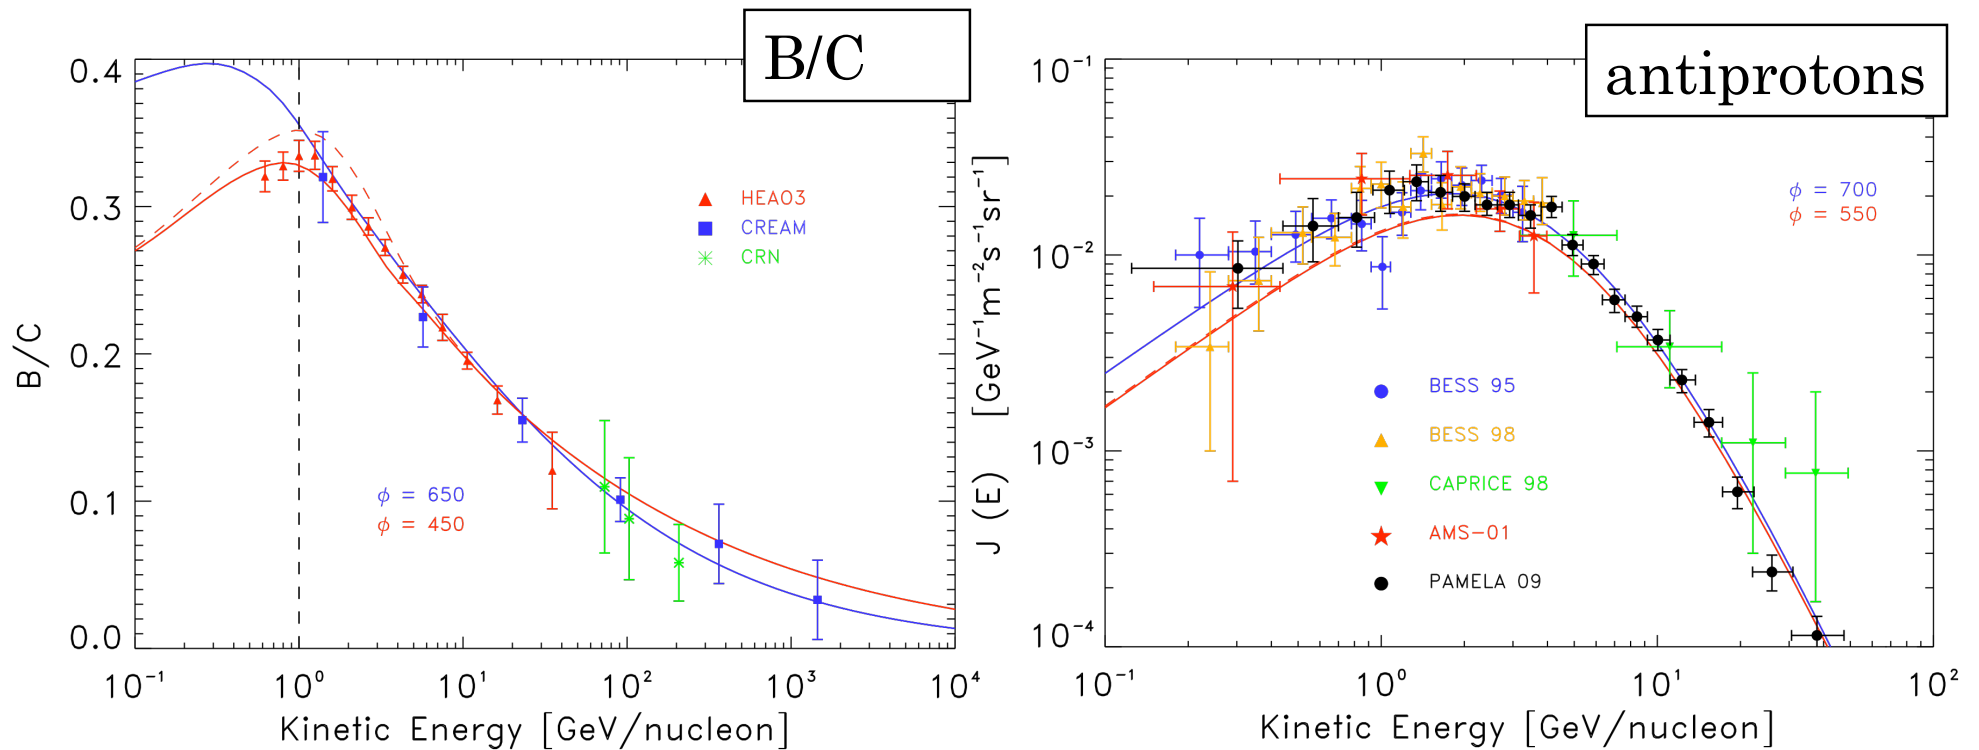 B/C
0.4
0.3
0.2
0.1
0.0
B/C
HEAO3
CREAM
CRN
ϕ = 650
ϕ = 450
10⁻¹ 10⁰ 10¹ 10² 10³ 10⁴
Kinetic Energy [GeV/nucleon]
antiprotons
10⁻¹
10⁻²
10⁻³
10⁻⁴
J (E) [GeV⁻¹m⁻²s⁻¹sr⁻¹]
ϕ = 700
ϕ = 550
BESS 95
BESS 98
CAPRICE 98
AMS-01
PAMELA 09
10⁻¹ 10⁰ 10¹ 10²
Kinetic Energy [GeV/nucleon]